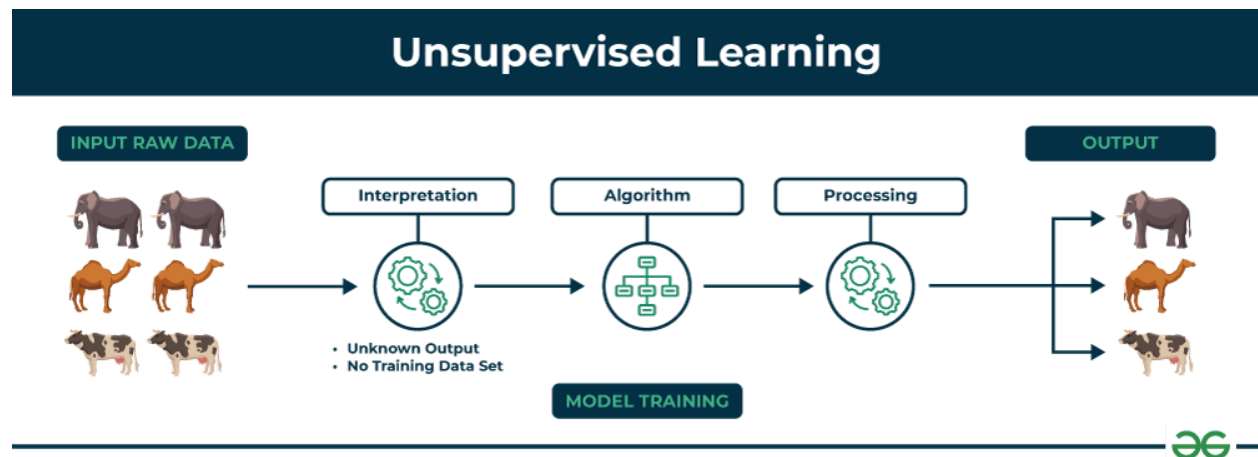 Unsupervised Learning
INPUT RAW DATA
OUTPUT
Interpretation
Algorithm
Processing
• Unknown Output
• No Training Data Set
MODEL TRAINING